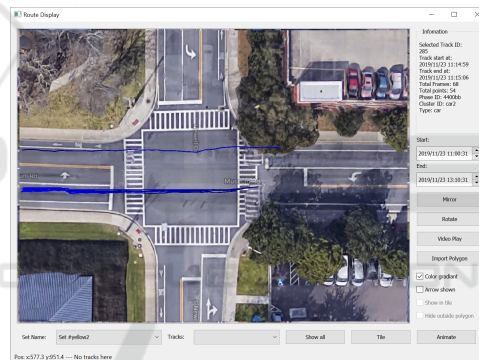 Route Display
Infomation
Selected Track ID:
285
Track start at:
2019/11/23 11:14:59
Track end at:
2019/11/23 11:15:06
Total Frames: 68
Total points: 54
Phase ID: 4400bb
Cluster ID: car2
Type: car
Start:
2019/11/23 11:00:31
End:
2019/11/23 13:10:31
Mirror
Rotate
Video Play
Import Polygon
Color gradiant
Arrow shown
Show in tile
Hide outside polygon
Set Name:
Set #yellow2
Tracks:
Show all
Tile
Animate
Pos: x:577.3 y:951.4 --- No tracks here